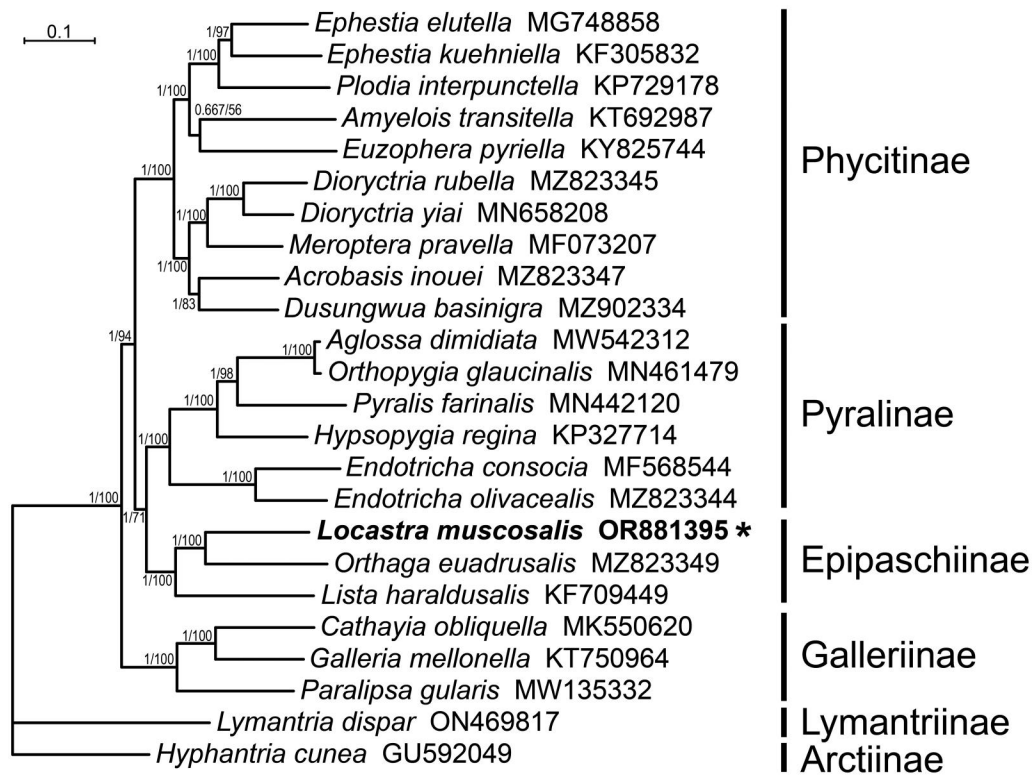 0.1
1/97
Ephestia elutella MG748858
1/100
Ephestia kuehniella KF305832
1/100
Plodia interpunctella KP729178
0.667/56
Amyelois transitella KT692987
Euzophera pyriella KY825744
Phycitinae
1/100
1/100
Dioryctria rubella MZ823345
Dioryctria yiai MN658208
1/100
Meroptera pravella MF073207
1/100
Acrobasis inouei MZ823347
1/83
Dusungwua basinigra MZ902334
1/94
Aglossa dimidiata MW542312
1/100
Orthopygia glaucinalis MN461479
1/98
Pyralis farinalis MN442120
1/100
Hypsopygia regina KP327714
Pyralinae
1/100
Endotricha consocia MF568544
1/100
Endotricha olivacealis MZ823344
1/100
1/71
Locastra muscosalis OR881395 *
1/100
Orthaga euadrusalis MZ823349
Epipaschiinae
1/100
Lista haraldusalis KF709449
Cathayia obliquella MK550620
1/100
Galleria mellonella KT750964
Galleriinae
1/100
Paralipsa gularis MW135332
Lymantria dispar ON469817
Lymantriinae
Hyphantria cunea GU592049
Arctiinae